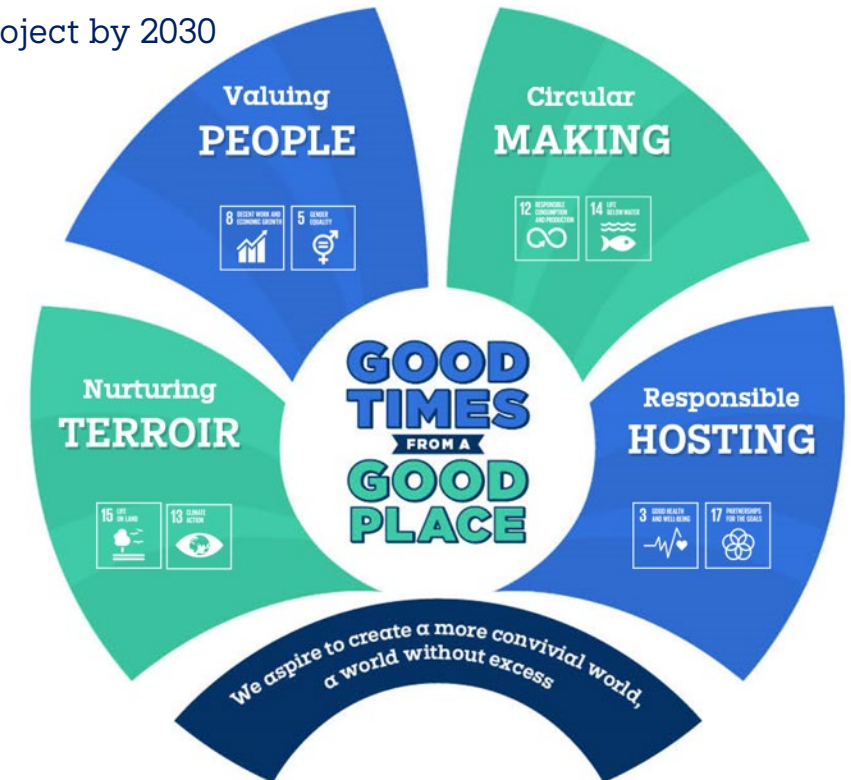 oject by 2030
Valuing
PEOPLE
8 DECENT WORK AND
ECONOMIC GROWTH
5 GENDER
EQUALITY
Circular
MAKING
12 RESPONSIBLE
CONSUMPTION
AND PRODUCTION
14 LIFE
BELOW WATER
Nurturing
TERROIR
15 LIFE
ON LAND
13 CLIMATE
ACTION
GOOD
TIMES
FROM A
GOOD
PLACE
Responsible
HOSTING
3 GOOD HEALTH
AND WELL-BEING
17 PARTNERSHIPS
FOR THE GOALS
We aspire to create a more convivial world,
a world without excess